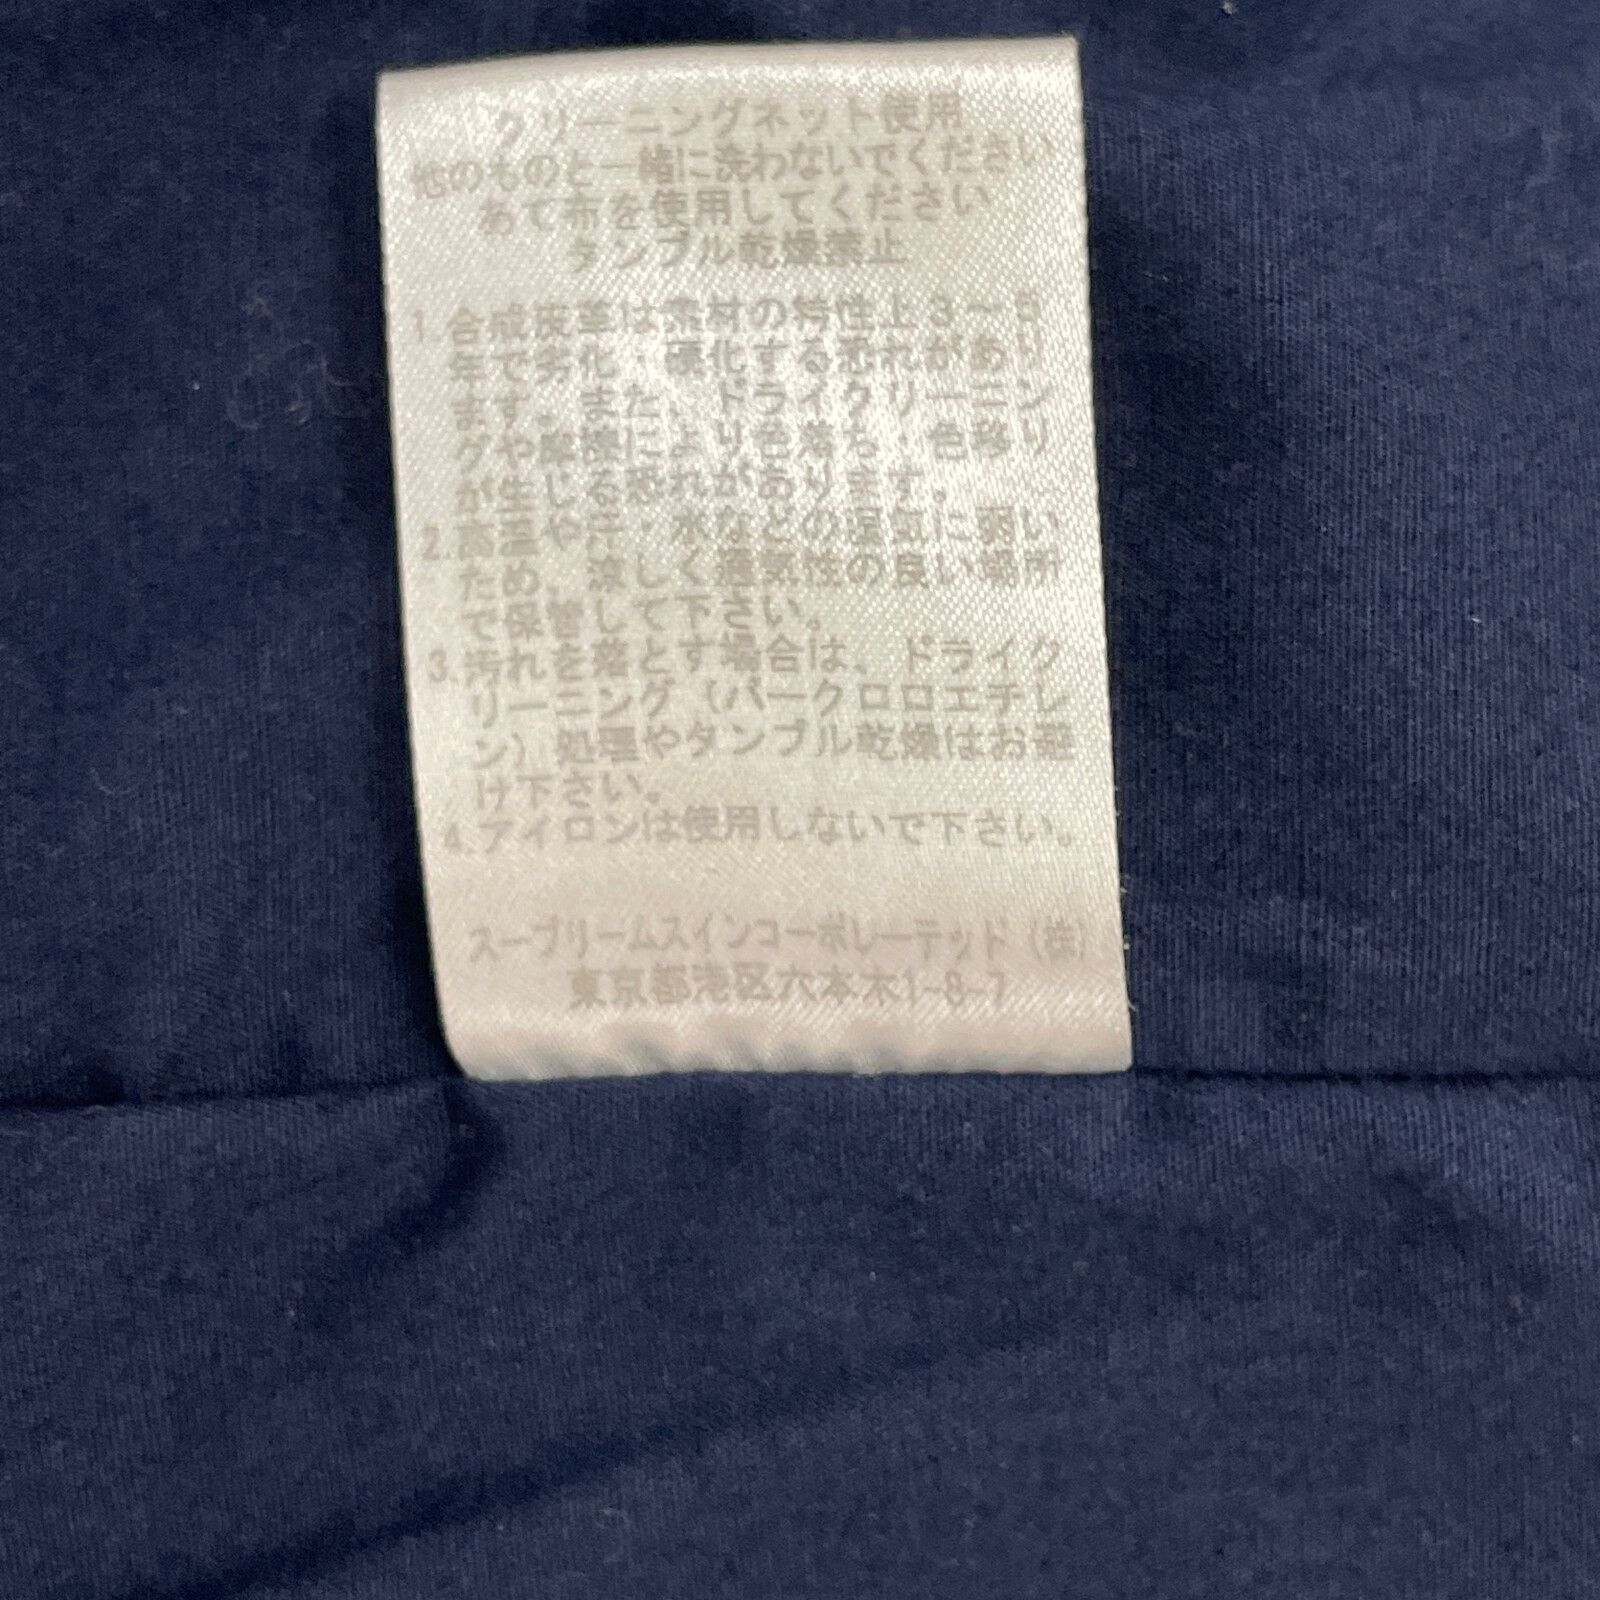 クリーニングネット使用
他のものと一緒に洗わないでください
あて布を使用してください
タンブル乾燥禁止
1.合成皮革は素材の特性上3〜5
年で劣化・硬化する恐れがあり
ます。また、ドライクリーニン
グや摩擦により色落ち・色移り
が生じる恐れがあります。
2.高温やこ・水などの湿気に弱い
ため、涼しく通気性の良い場所
で保管して下さい。
3.汚れを落とす場合は、ドライク
リーニング（パークロロエチレ
ン）処理やタンブル乾燥はお避
け下さい。
4.アイロンは使用しないで下さい。
スープリームスインコーポレーテッド（株）
東京都港区六本木1-8-7